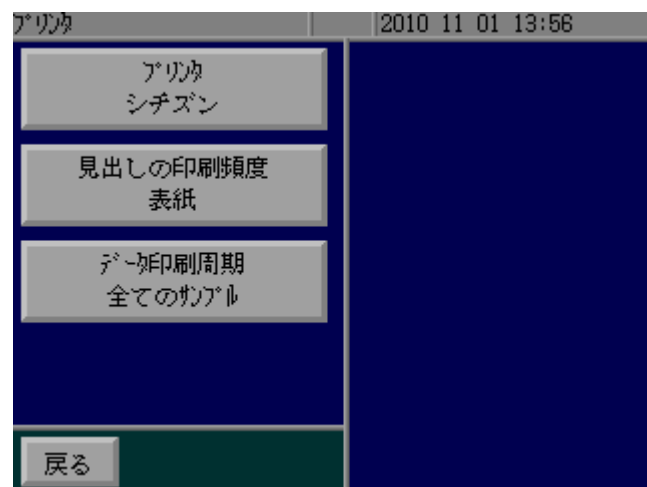 プリンタ 2010 11 01 13:56
プリンタ
シチズン
見出しの印刷頻度
表紙
データ印刷周期
全てのサンプル
戻る